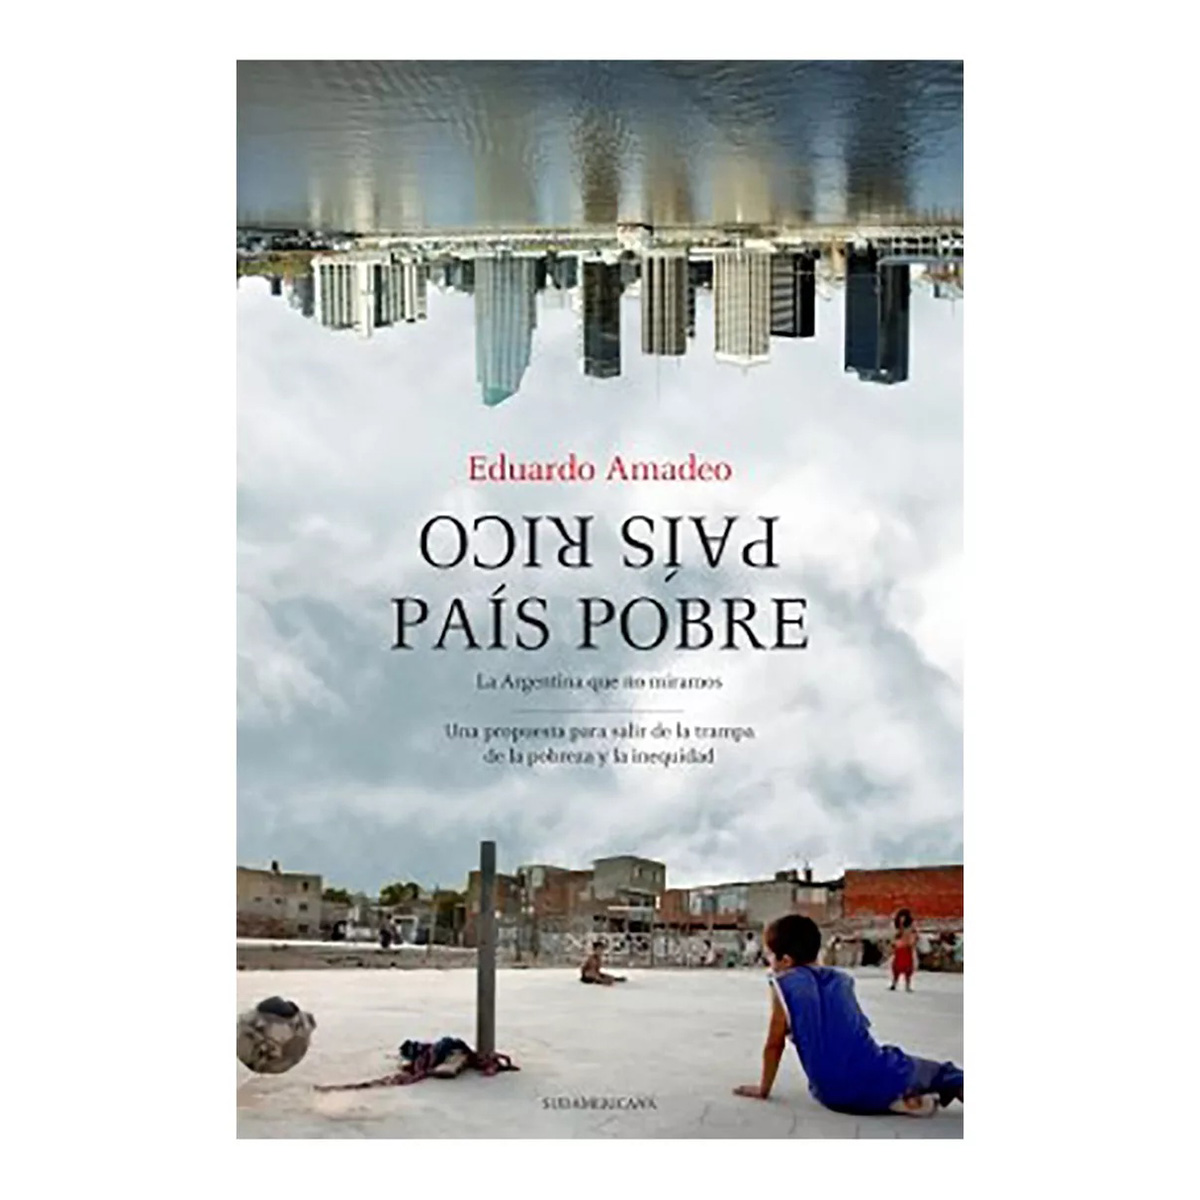 Eduardo Amadeo
PAÍS RICO
PAÍS POBRE
La Argentina que no miramos
Una propuesta para salir de la trampa
de la pobreza y la inequidad
SUDAMERICANA